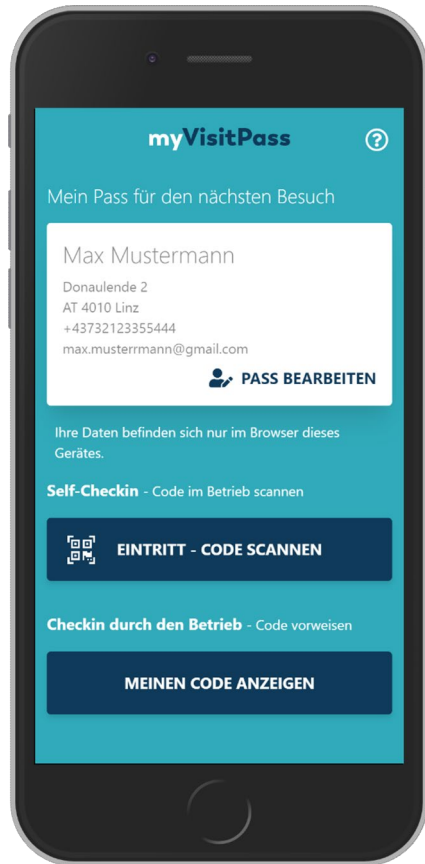 myVisitPass
Mein Pass für den nächsten Besuch
Max Mustermann
Donaulende 2
AT 4010 Linz
+43732123355444
max.musterrmann@gmail.com
PASS BEARBEITEN
Ihre Daten befinden sich nur im Browser dieses
Gerätes.
Self-Checkin - Code im Betrieb scannen
EINTRITT - CODE SCANNEN
Checkin durch den Betrieb - Code vorweisen
MEINEN CODE ANZEIGEN